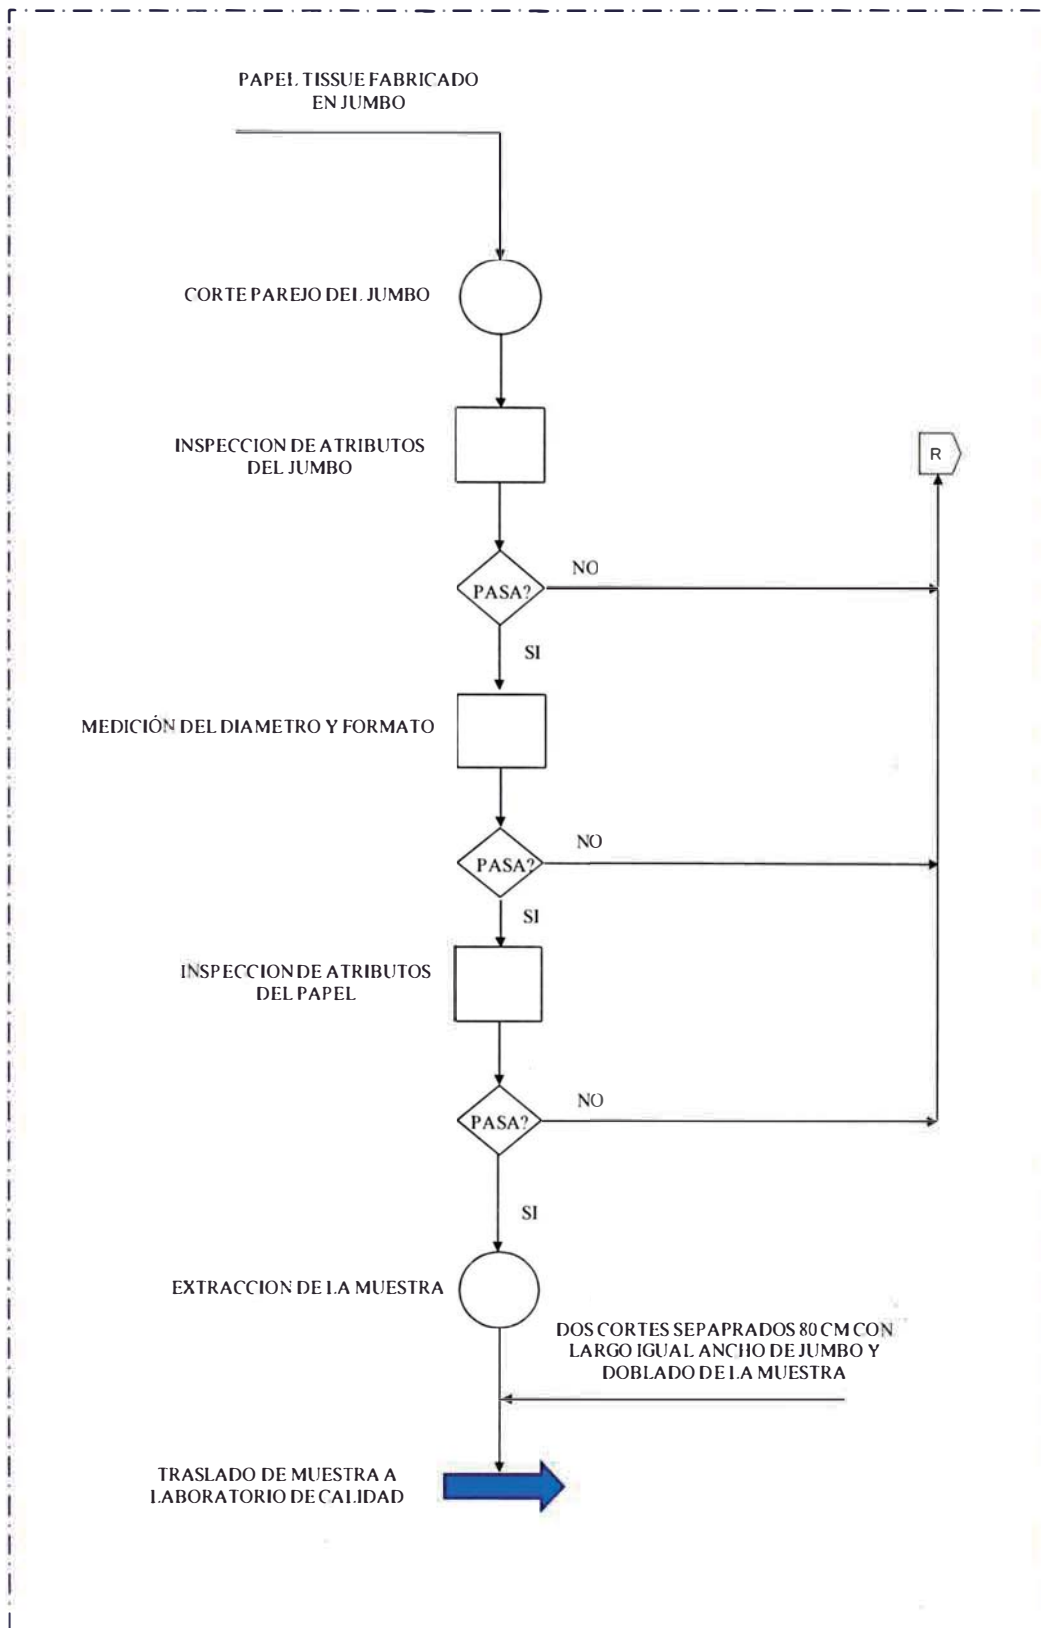 PAPEL TISSUE FABRICADO
EN JUMBO
CORTE PAREJO DEL JUMBO
INSPECCION DE ATRIBUTOS
DEL JUMBO
R
PASA?
NO
SI
MEDICIÓN DEL DIAMETRO Y FORMATO
PASA?
NO
SI
INSPECCION DE ATRIBUTOS
DEL PAPEL
PASA?
NO
SI
EXTRACCION DE LA MUESTRA
DOS CORTES SEPAPRADOS 80 CM CON
LARGO IGUAL ANCHO DE JUMBO Y
DOBLADO DE LA MUESTRA
TRASLADO DE MUESTRA A
LABORATORIO DE CALIDAD